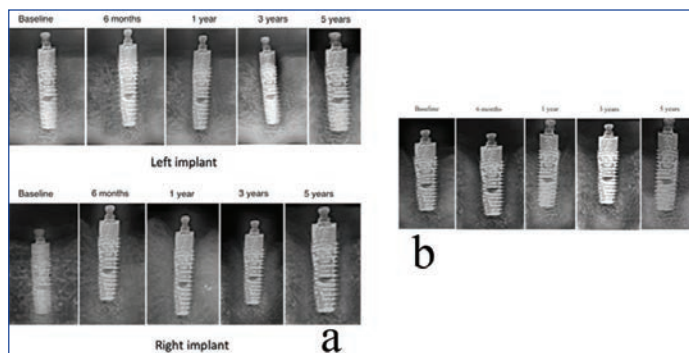 Baseline 6 months 1 year 3 years 5 years
Left implant
Baseline 6 months 1 year 3 years 5 years
Right implant
a
Baseline 6 months 1 year 3 years 5 years
b